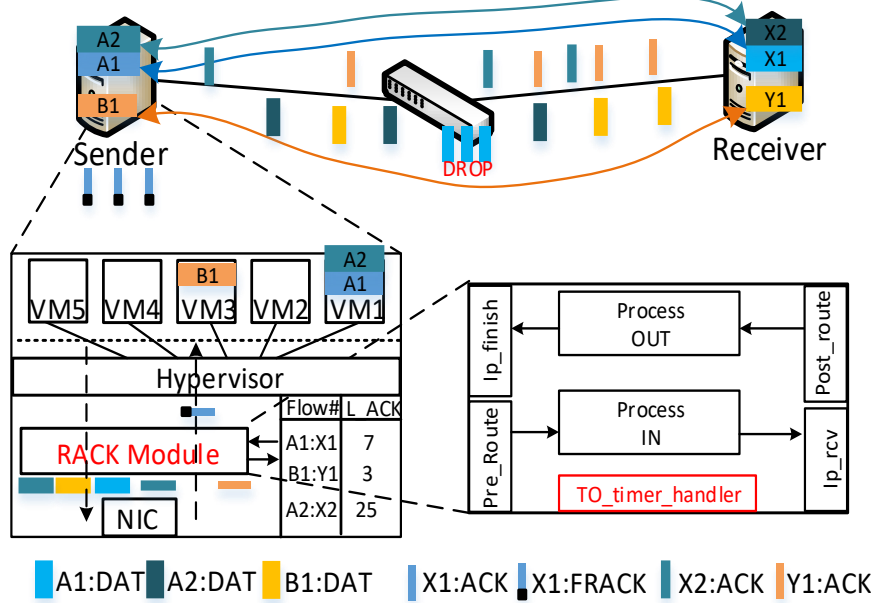 A2
A1
B1
Sender
DROP
X2
X1
Y1
Receiver
A2
A1
B1
VM5 VM4 VM3 VM2 VM1
Hypervisor
RACK Module
NIC
Flow# L_ACK
A1:X1 7
B1:Y1 3
A2:X2 25
Ip_finish
Process
OUT
Post_route
Pre_Route
Process
IN
Ip_rcv
TO_timer_handler
A1:DAT A2:DAT B1:DAT X1:ACK X1:FRACK X2:ACK Y1:ACK